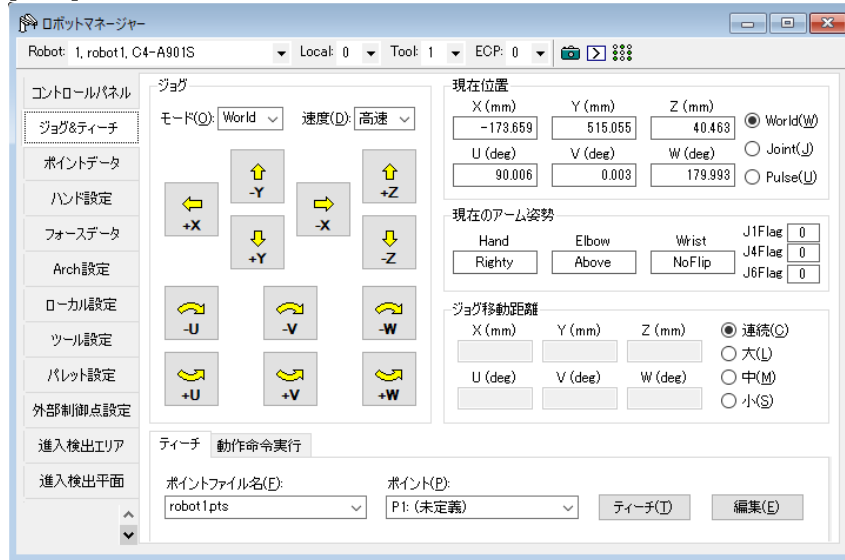 ロボットマネージャー
Robot: 1, robot1, C4-A901S Local: 0 Tool: 1 ECP: 0
コントロールパネル
ジョグ&ティーチ
ポイントデータ
ハンド設定
フォースデータ
Arch設定
ローカル設定
ツール設定
パレット設定
外部制御点設定
進入検出エリア
進入検出平面
ジョグ
モード(O): World 速度(D): 高速
-Y
+Z
+X
-X
+Y
-Z
-U -V -W
+U +V +W
現在位置
X (mm) Y (mm) Z (mm)
-173.659 515.055 40.463
U (deg) V (deg) W (deg)
90.006 0.003 179.993
World(W)
Joint(J)
Pulse(U)
現在のアーム姿勢
Hand Elbow Wrist
Righty Above NoFlip
J1Flag 0
J4Flag 0
J6Flag 0
ジョグ移動距離
X (mm) Y (mm) Z (mm)
U (deg) V (deg) W (deg)
連続(C)
大(L)
中(M)
小(S)
ティーチ 動作命令実行
ポイントファイル名(F): ポイント(P):
robot1.pts P1: (未定義) ティーチ(T) 編集(E)